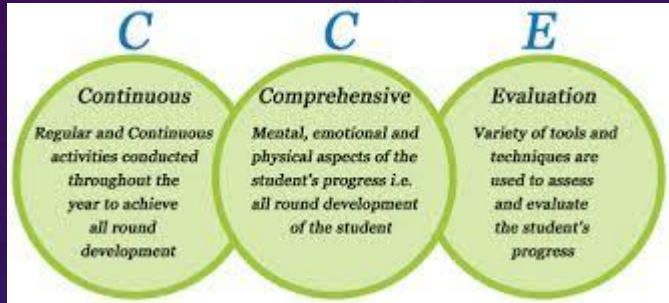 C C E
Continuous
Regular and Continuous
activities conducted
throughout the
year to achieve
all round
development
Comprehensive
Mental, emotional and
physical aspects of the
student's progress i.e.
all round development
of the student
Evaluation
Variety of tools and
techniques are
used to assess
and evaluate
the student's
progress